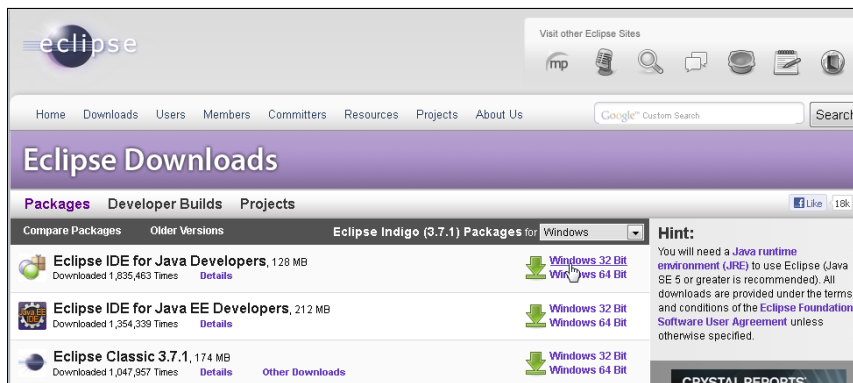 eclipse
Visit other Eclipse Sites
mp
Home Downloads Users Members Committers Resources Projects About Us
Google™ Custom Search Search
Eclipse Downloads
Packages Developer Builds Projects
Like 18k
Compare Packages Older Versions Eclipse Indigo (3.7.1) Packages for Windows
Hint:
Eclipse IDE for Java Developers, 128 MB
Downloaded 1,835,463 Times Details
Windows 32 Bit
Windows 64 Bit
Java EE
IDE
Eclipse IDE for Java EE Developers, 212 MB
Downloaded 1,354,339 Times Details
Windows 32 Bit
Windows 64 Bit
Eclipse Classic 3.7.1, 174 MB
Downloaded 1,047,957 Times Details Other Downloads
Windows 32 Bit
Windows 64 Bit
You will need a Java runtime
environment (JRE) to use Eclipse (Java
SE 5 or greater is recommended). All
downloads are provided under the terms
and conditions of the Eclipse Foundation
Software User Agreement unless
otherwise specified.
CRYSTAL REPORTS